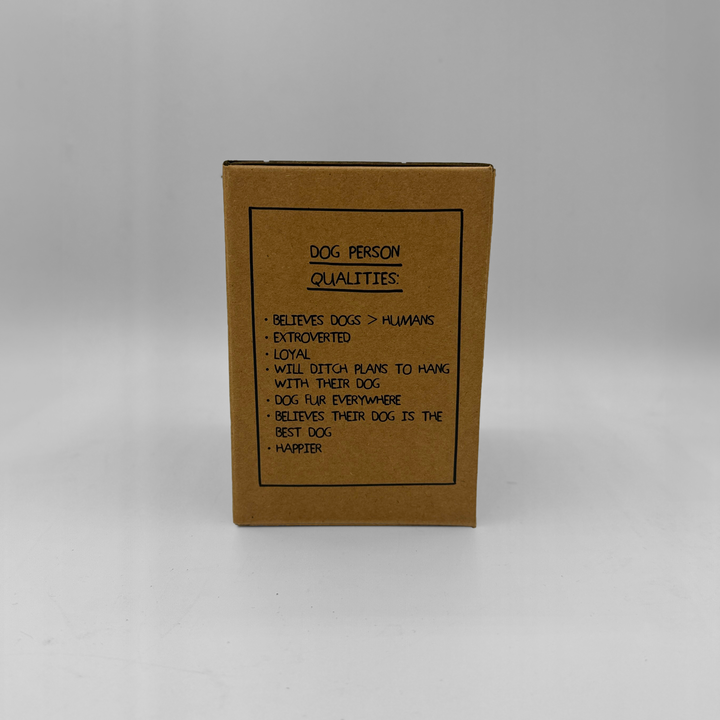 DOG PERSON
QUALITIES:
• BELIEVES DOGS > HUMANS
• EXTROVERTED
• LOYAL
• WILL DITCH PLANS TO HANG
WITH THEIR DOG
• DOG FUR EVERYWHERE
• BELIEVES THEIR DOG IS THE
BEST DOG
• HAPPIER